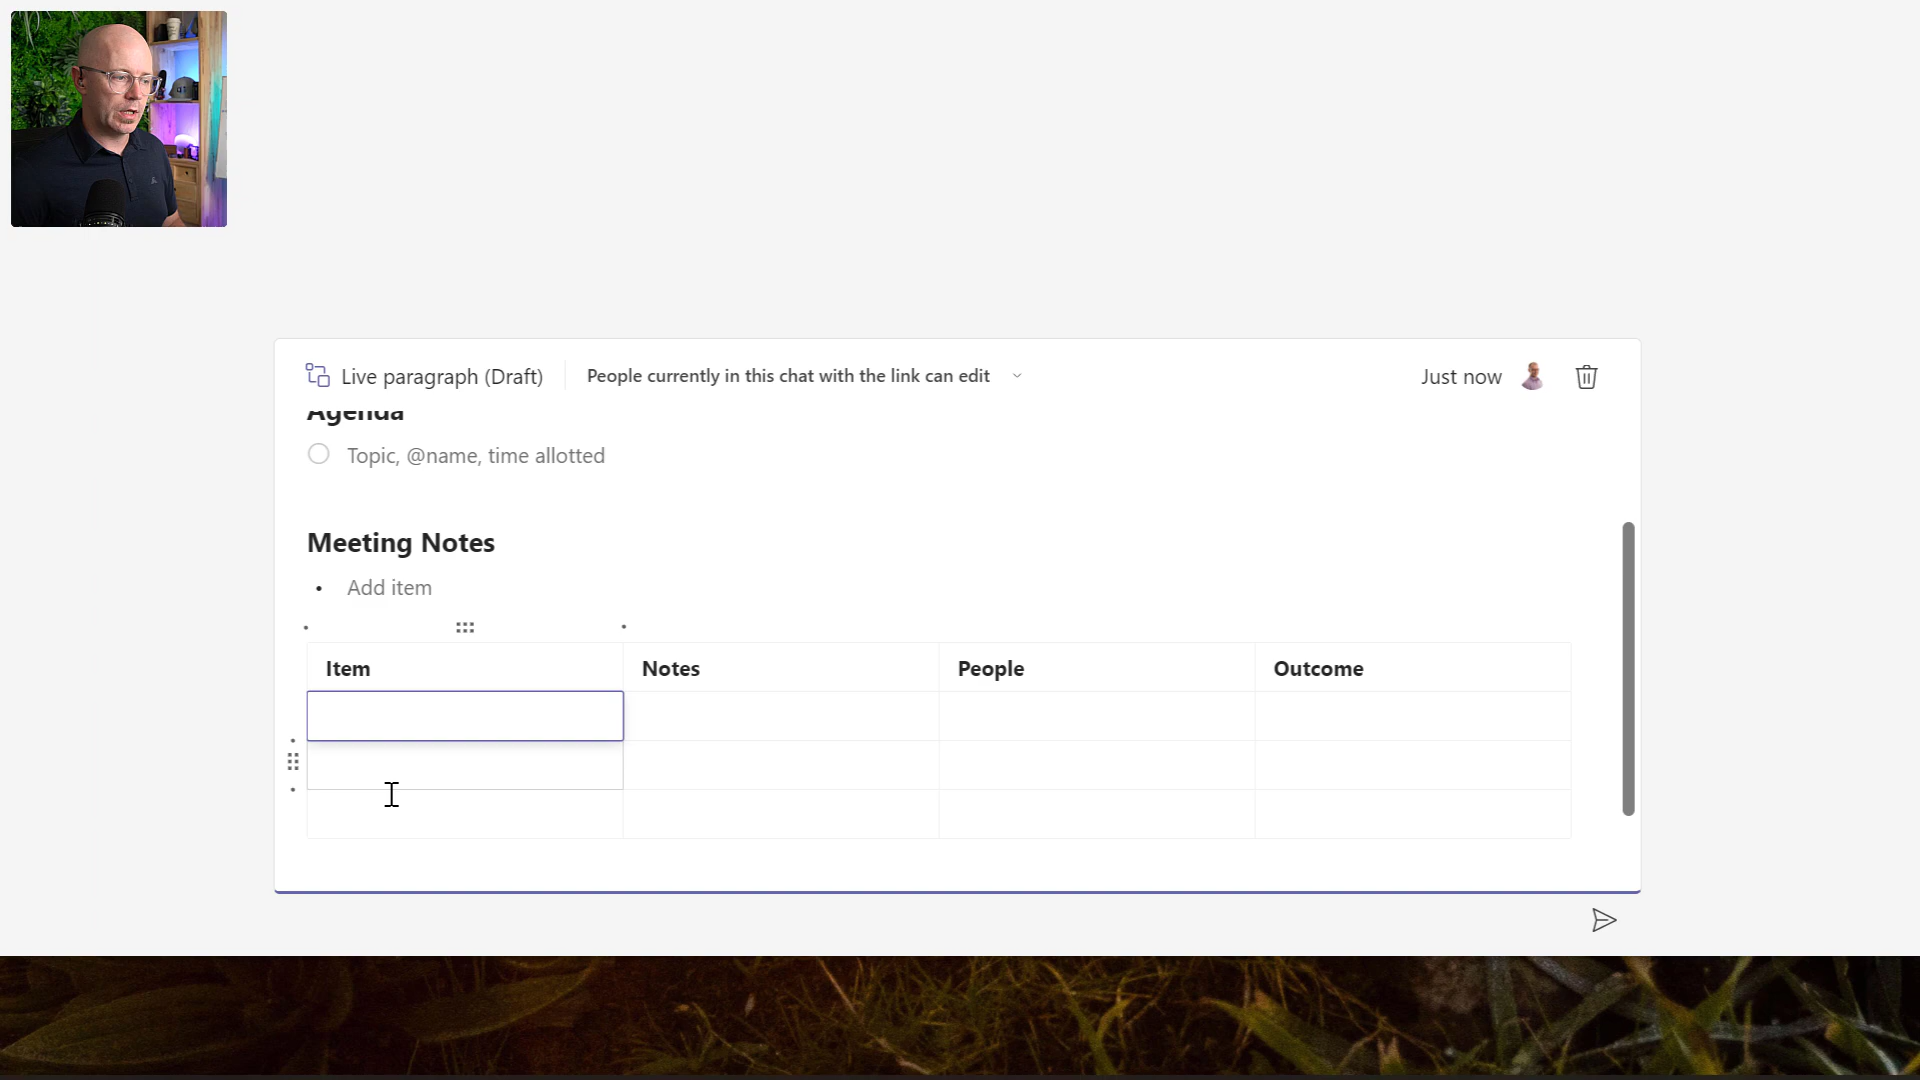 Live paragraph (Draft)
People currently in this chat with the link can edit
Just now
Agenda
Topic, @name, time allotted
Meeting Notes
Add item
Item Notes People Outcome